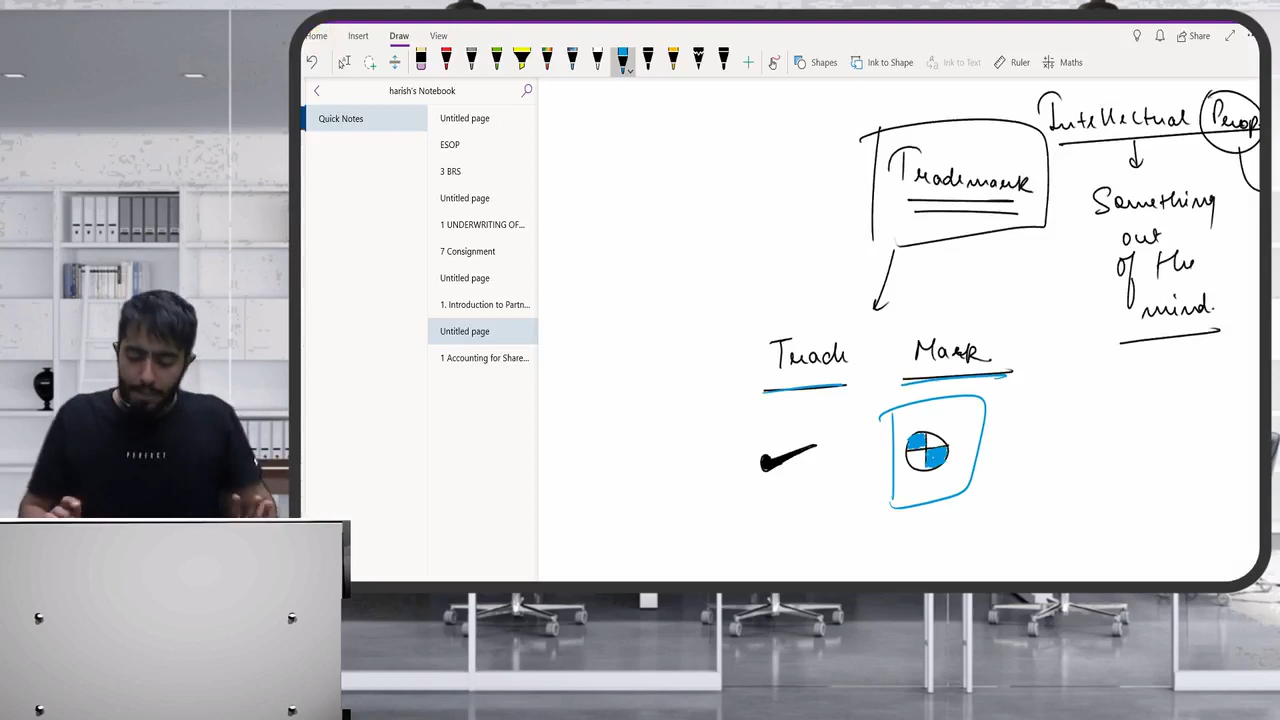 Home Insert Draw View
Share
Shapes
Ink to Shape
Ink to Text
Ruler
Maths
harish's Notebook
Quick Notes
Untitled page
ESOP
3 BRS
Untitled page
1 UNDERWRITING OF...
7 Consignment
Untitled page
1. Introduction to Partn...
Untitled page
1 Accounting for Share...
Intellectual Perop
Trademark
Something
out
of the
mind.
Mark
PERFECT